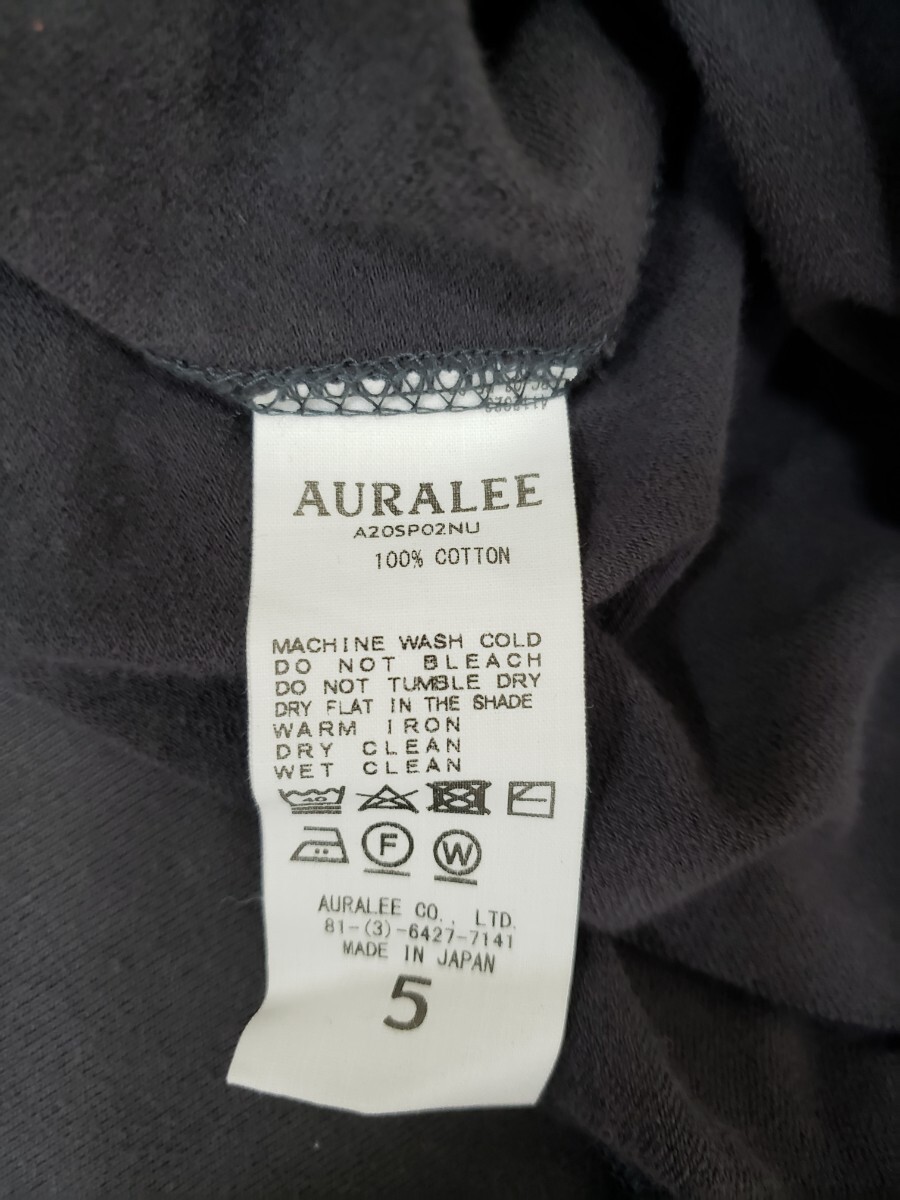 AURALEE
A20SP02NU
100% COTTON
MACHINE WASH COLD
DO NOT BLEACH
DO NOT TUMBLE DRY
DRY FLAT IN THE SHADE
WARM IRON
DRY CLEAN
WET CLEAN
40
F
W
AURALEE CO., LTD.
81-(3)-6427-7141
MADE IN JAPAN
5